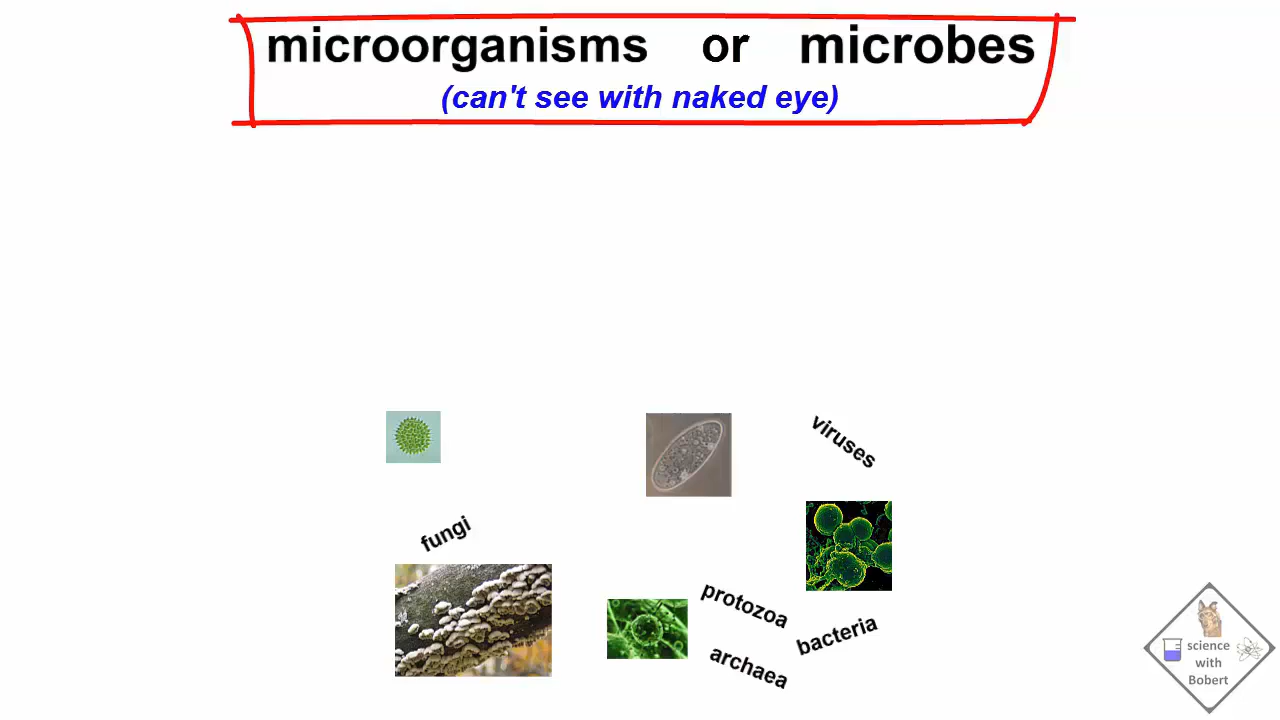 microorganisms or microbes
(can't see with naked eye)
viruses
fungi
protozoa
bacteria
archaea
science
with
Bobert